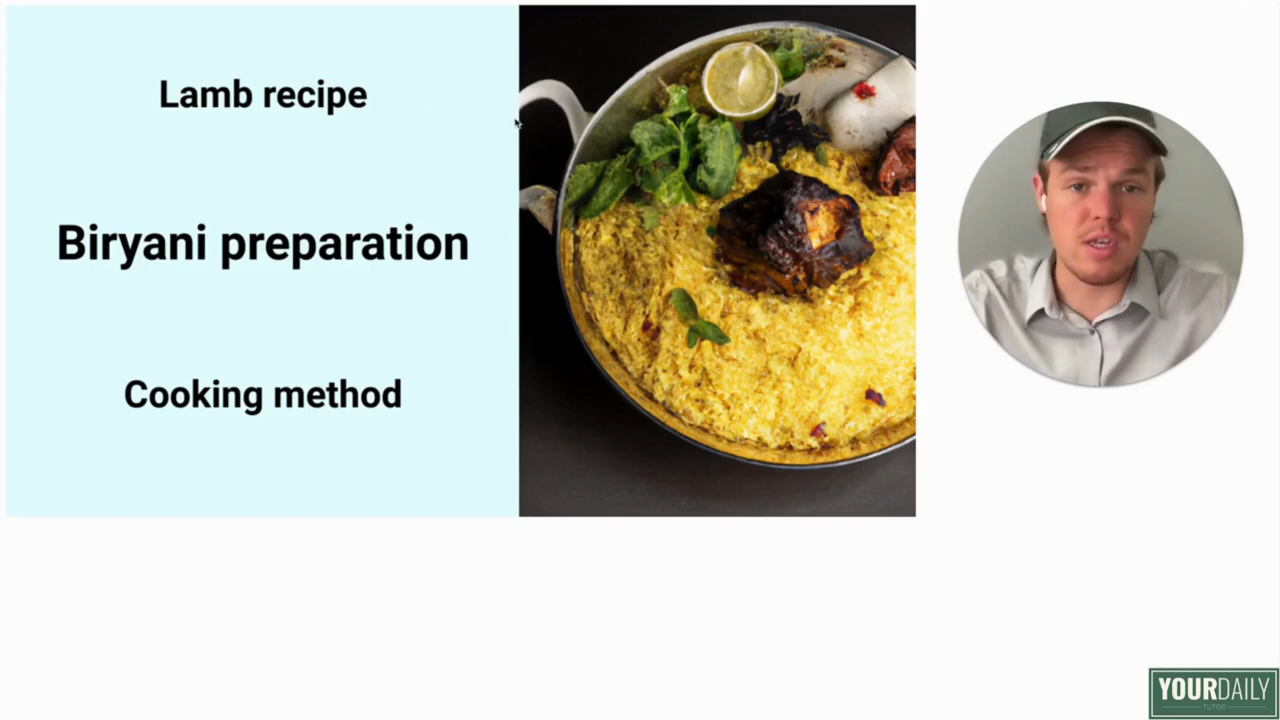 Lamb recipe
Biryani preparation
Cooking method
YOURDAILY
TUTOR